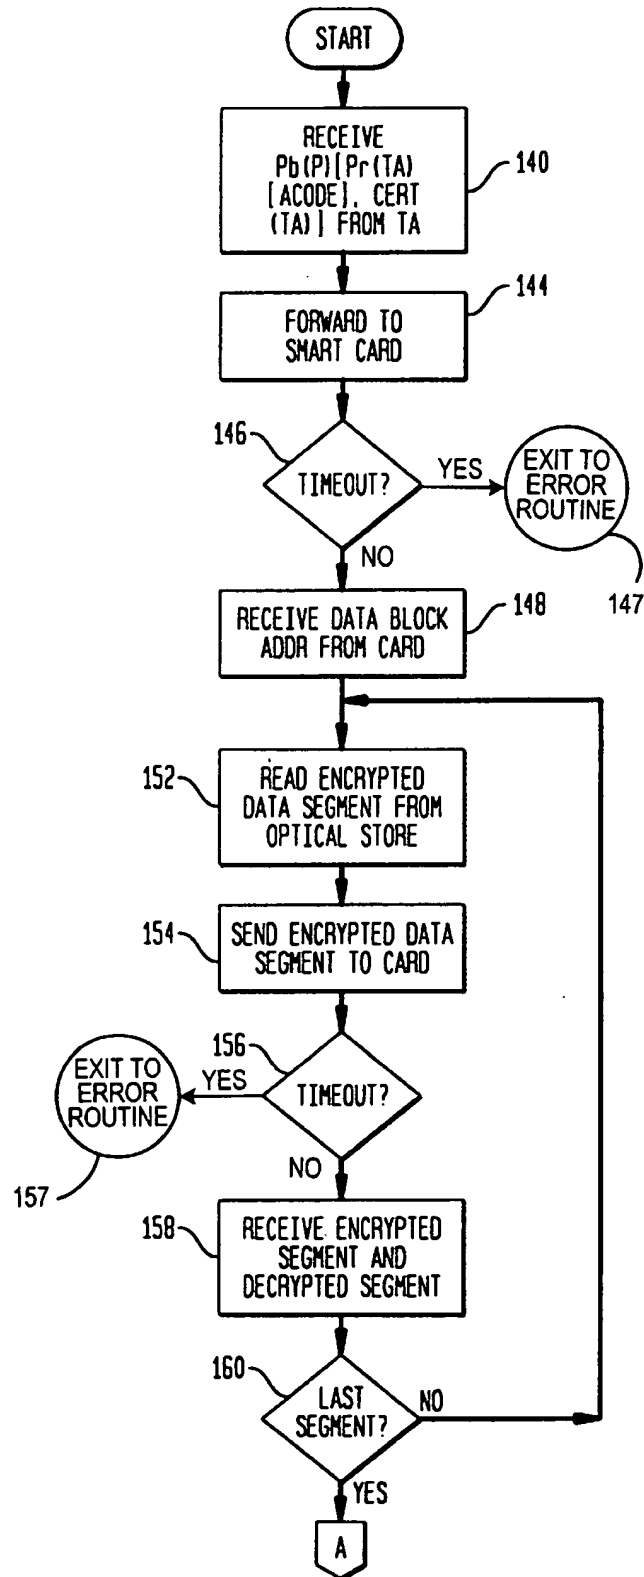 START
RECEIVE
Pb(P)[Pr(TA)
[ACODE], CERT
(TA)] FROM TA
140
FORWARD TO
SMART CARD
144
146
TIMEOUT?
YES
EXIT TO
ERROR
ROUTINE
147
NO
RECEIVE DATA BLOCK
ADDR FROM CARD
148
152
READ ENCRYPTED
DATA SEGMENT FROM
OPTICAL STORE
154
SEND ENCRYPTED DATA
SEGMENT TO CARD
156
TIMEOUT?
YES
EXIT TO
ERROR
ROUTINE
157
NO
158
RECEIVE ENCRYPTED
SEGMENT AND
DECRYPTED SEGMENT
160
LAST
SEGMENT?
NO
YES
A